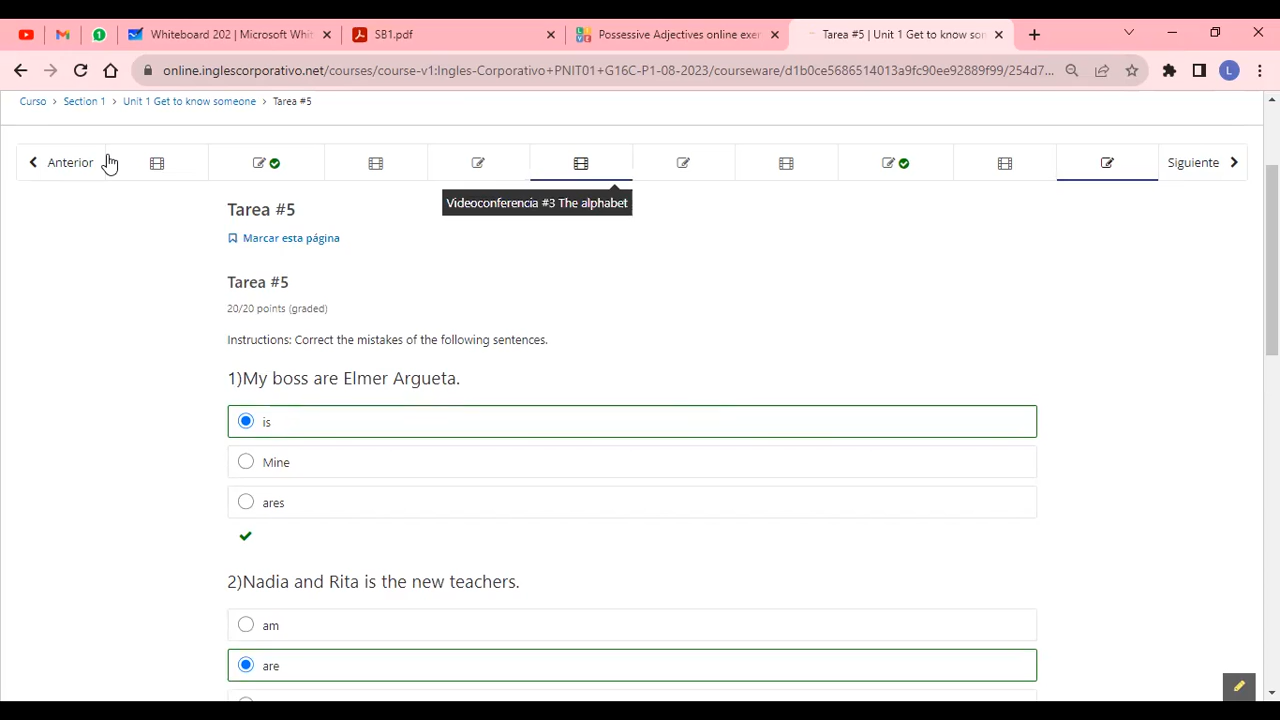 Whiteboard 202 | Microsoft Whit
SB1.pdf
Possessive Adjectives online exer
Tarea #5 | Unit 1 Get to know som
online.inglescorporativo.net/courses/course-v1:Ingles-Corporativo+PNIT01+G16C-P1-08-2023/courseware/d1b0ce5686514013a9fc90ee92889f99/254d7...
L
Curso > Section 1 > Unit 1 Get to know someone > Tarea #5
Anterior
Siguiente
Videoconferencia #3 The alphabet
Tarea #5
Marcar esta página
Tarea #5
20/20 points (graded)
Instructions: Correct the mistakes of the following sentences.
1)My boss are Elmer Argueta.
is
Mine
ares
2)Nadia and Rita is the new teachers.
am
are